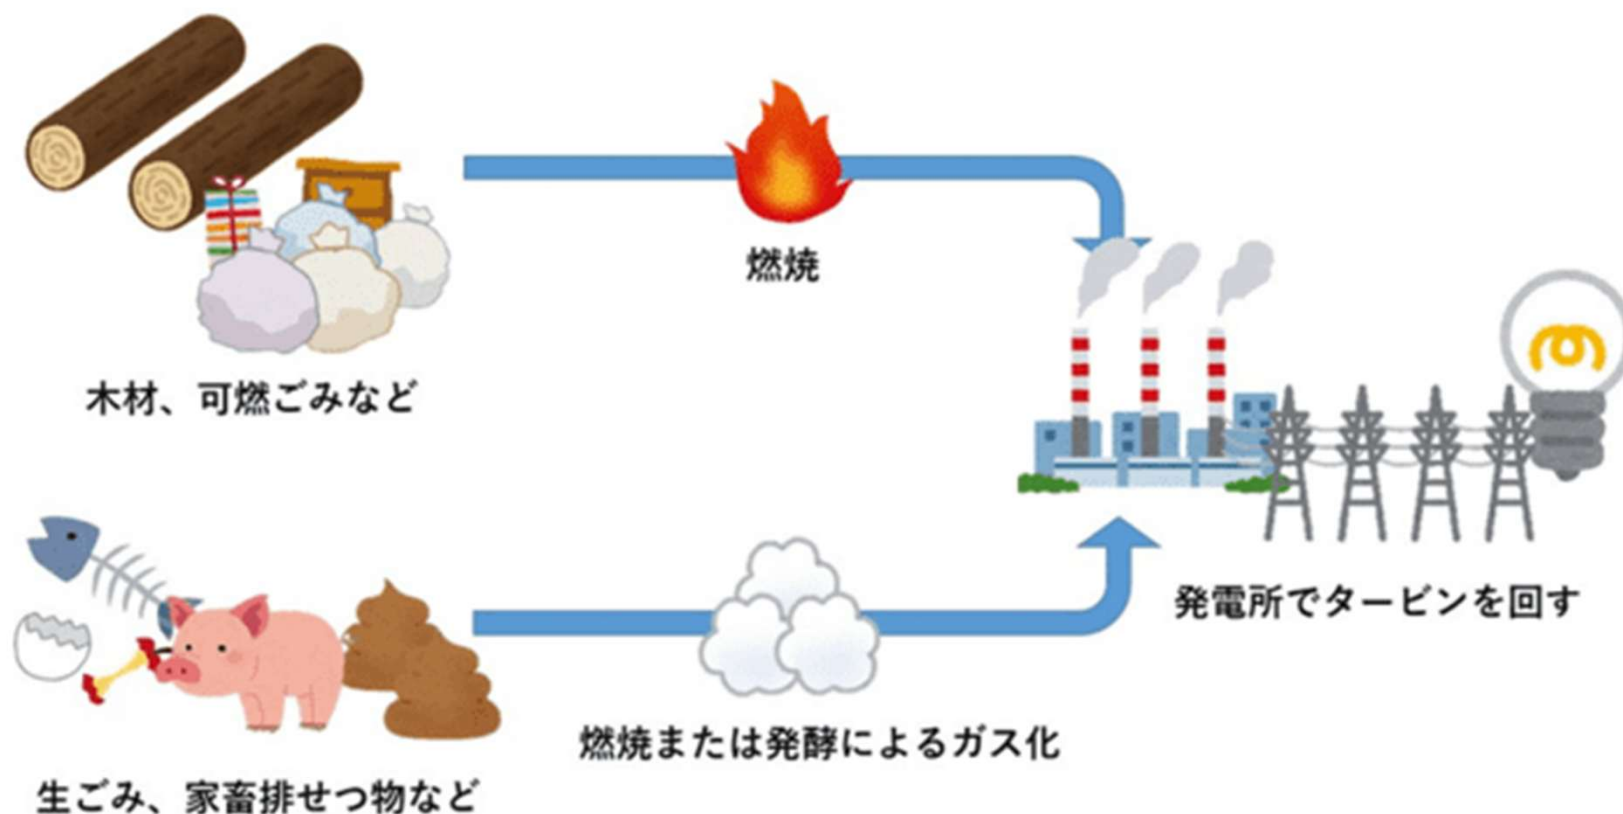 燃焼
木材、可燃ごみなど
発電所でタービンを回す
燃焼または発酵によるガス化
生ごみ、家畜排せつ物など